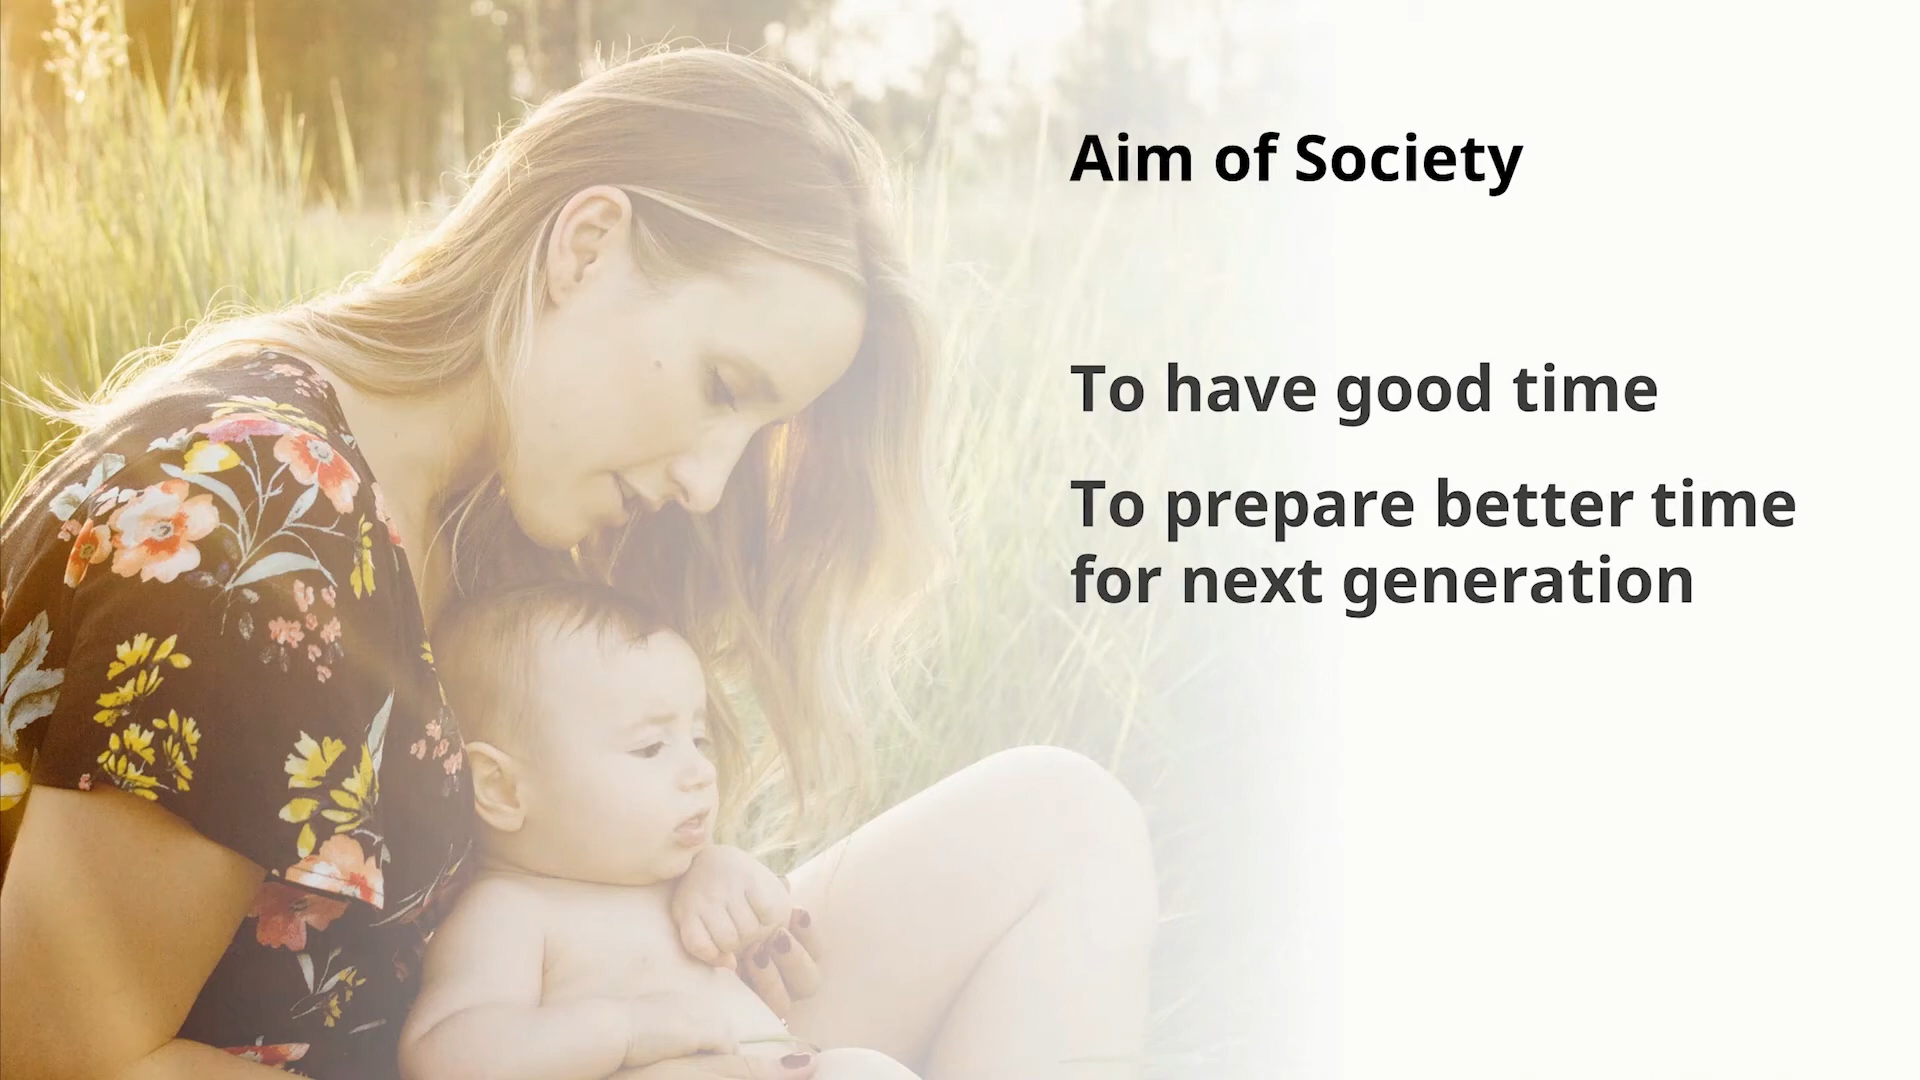 Aim of Society
To have good time
To prepare better time
for next generation